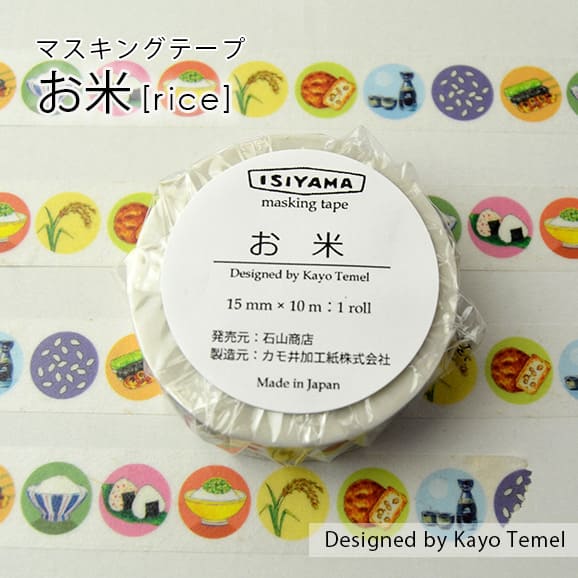 マスキングテープ
お米[rice]
ISIYAMA
masking tape
お 米
Designed by Kayo Temel
15 mm × 10 m：1 roll
発売元：石山商店
製造元：カモ井加工紙株式会社
Made in Japan
Designed by Kayo Temel